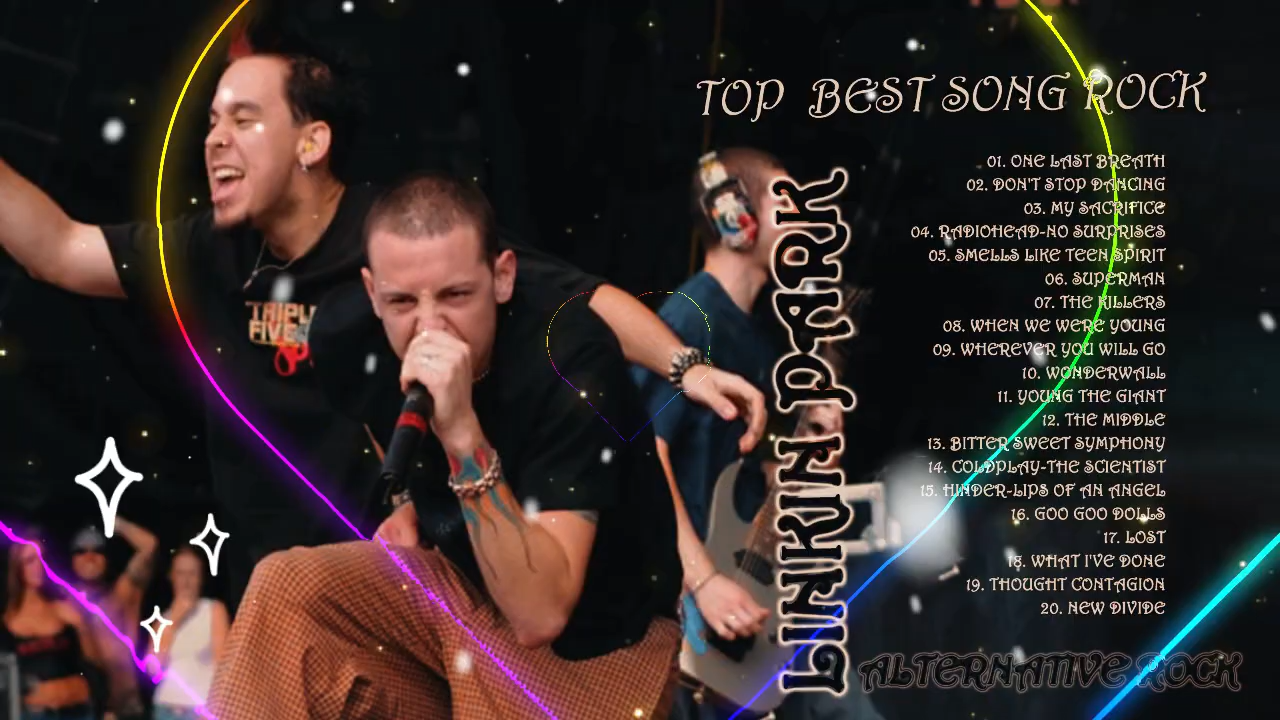 TOP BEST SONG ROCK
01. ONE LAST BREATH
02. DON'T STOP DANCING
03. MY SACRIFICE
04. RADIOHEAD-NO SURPRISES
05. SMELLS LIKE TEEN SPIRIT
06. SUPERMAN
07. THE KILLERS
08. WHEN WE WERE YOUNG
09. WHEREVER YOU WILL GO
10. WONDERWALL
11. YOUNG THE GIANT
12. THE MIDDLE
13. BITTER SWEET SYMPHONY
14. COLDPLAY-THE SCIENTIST
15. HINDER-LIPS OF AN ANGEL
16. GOO GOO DOLLS
17. LOST
18. WHAT I'VE DONE
19. THOUGHT CONTAGION
20. NEW DIVIDE
LINKIN PARK
ALTERNATIVE ROCK
TRIPLE
FIVE